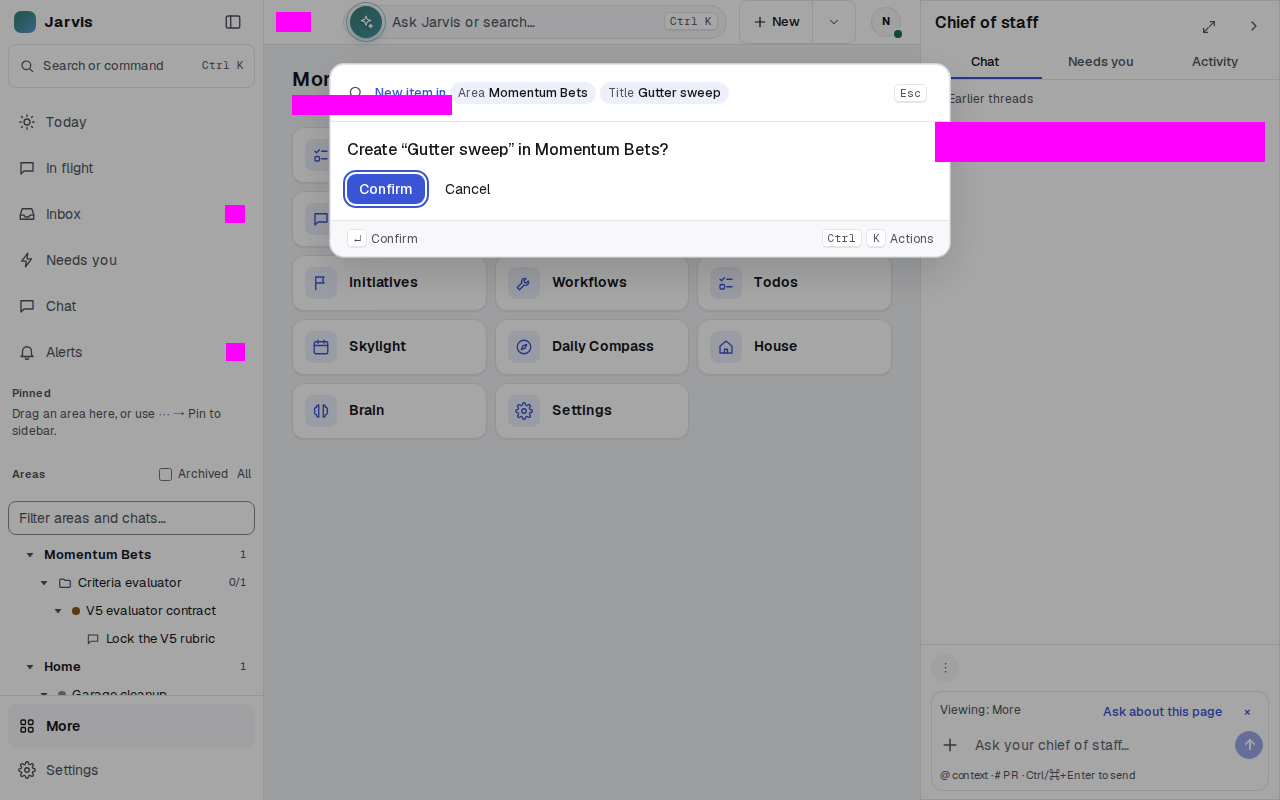 Jarvis
Search or command Ctrl K
Today
In flight
Inbox
Needs you
Chat
Alerts
Pinned
Drag an area here, or use ··· → Pin to
sidebar.
Areas Archived All
Filter areas and chats…
Momentum Bets 1
Criteria evaluator 0/1
V5 evaluator contract
Lock the V5 rubric
Home 1
Garage cleanup
More
Settings
Ask Jarvis or search… Ctrl K
New
N
Mor
New item in Area Momentum Bets Title Gutter sweep Esc
Create “Gutter sweep” in Momentum Bets?
Confirm Cancel
↵ Confirm Ctrl K Actions
Initiatives Workflows Todos
Skylight Daily Compass House
Brain Settings
Chief of staff
Chat Needs you Activity
Earlier threads
Viewing: More Ask about this page ×
Ask your chief of staff…
@ context · # PR · Ctrl/⌘+Enter to send